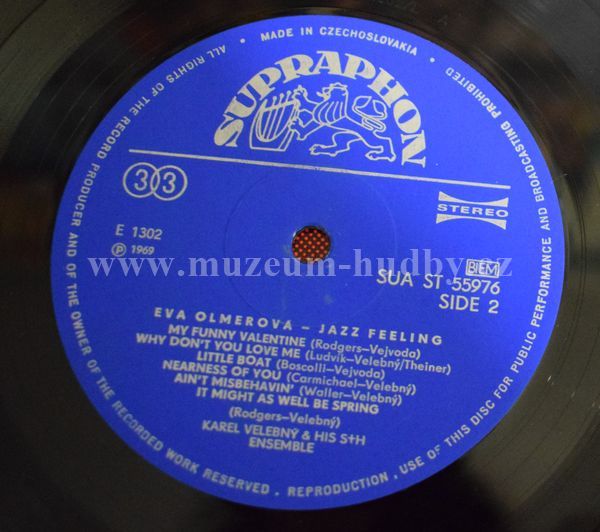 ALL RIGHTS OF THE RECORD PRODUCER AND OF THE OWNER OF THE RECORDED WORK RESERVED . REPRODUCTION , USE OF THIS DISC FOR PUBLIC PERFORMANCE AND BROADCASTING PROHIBITED
• MADE IN CZECHOSLOVAKIA •
SUPRAPHON
33
STEREO
E 1302
Ⓟ 1969
www.muzeum-hudby.cz
BIEM
SUA ST 55976
SIDE 2
EVA OLMEROVÁ – JAZZ FEELING
MY FUNNY VALENTINE (Rodgers–Vejvoda)
WHY DON'T YOU LOVE ME (Ludvík–Velebný/Theiner)
LITTLE BOAT (Boscolli–Vejvoda)
NEARNESS OF YOU (Carmichael–Velebný)
AIN'T MISBEHAVIN' (Waller–Velebný)
IT MIGHT AS WELL BE SPRING
(Rodgers–Velebný)
KAREL VELEBNÝ & HIS S+H
ENSEMBLE